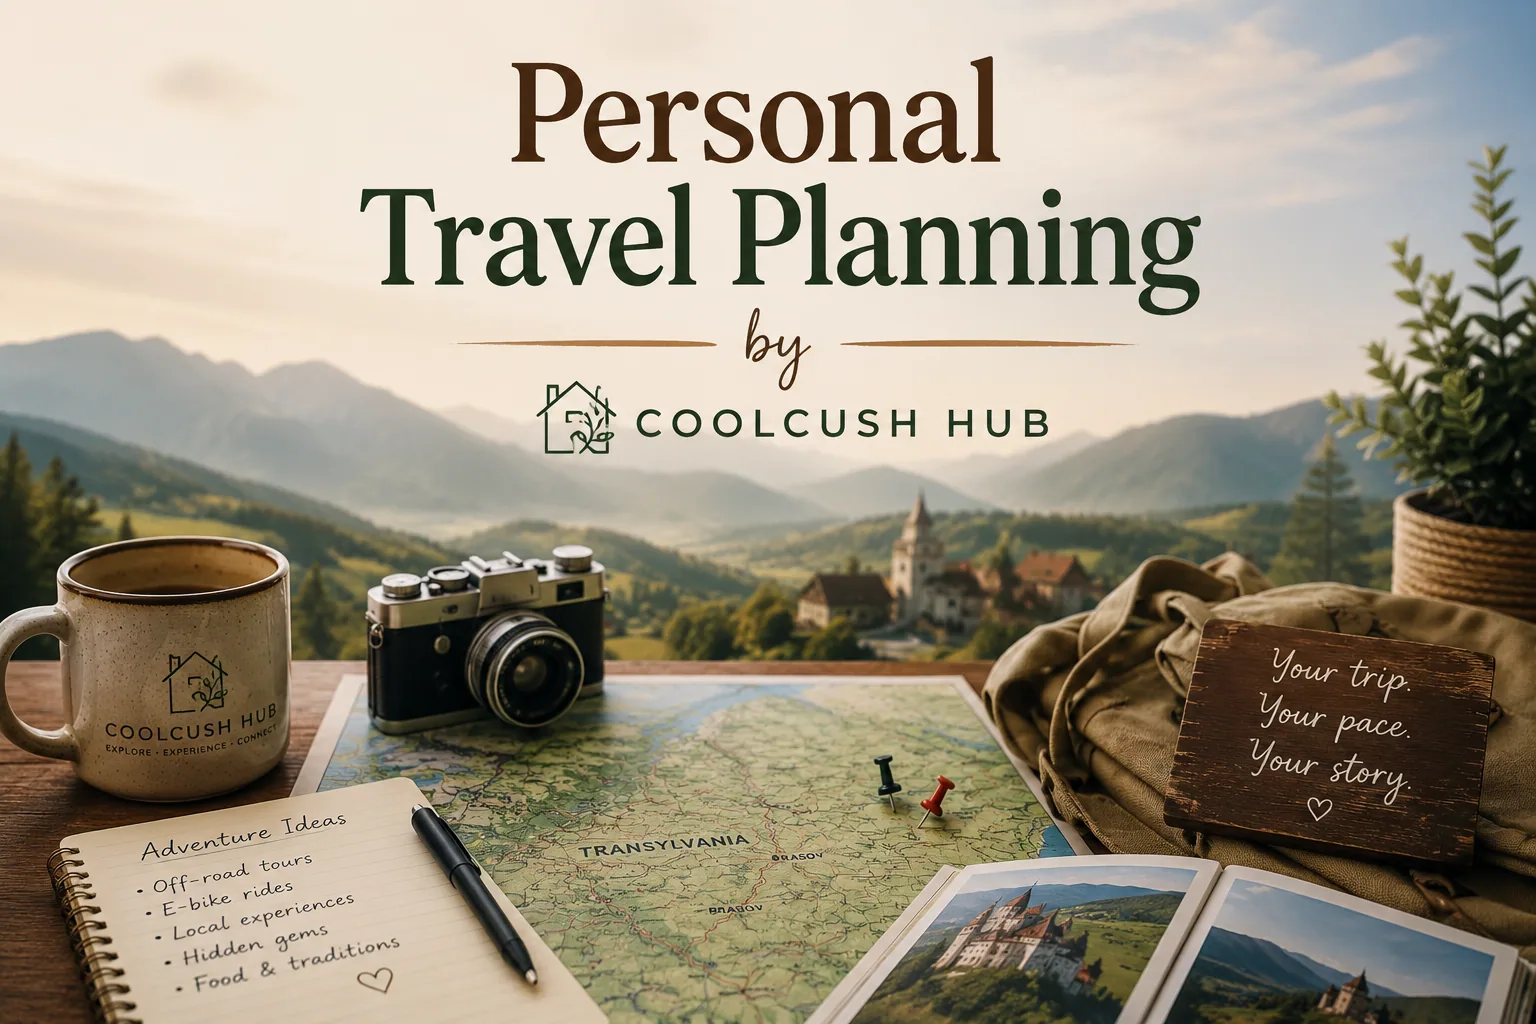 Personal
Travel Planning
by
COOLCUSH HUB
COOLCUSH HUB
EXPLORE • EXPERIENCE • CONNECT
Adventure Ideas
• Off-road tours
• E-bike rides
• Local experiences
• Hidden gems
• Food & traditions
TRANSYLVANIA
BRASOV
Your trip.
Your pace.
Your story.